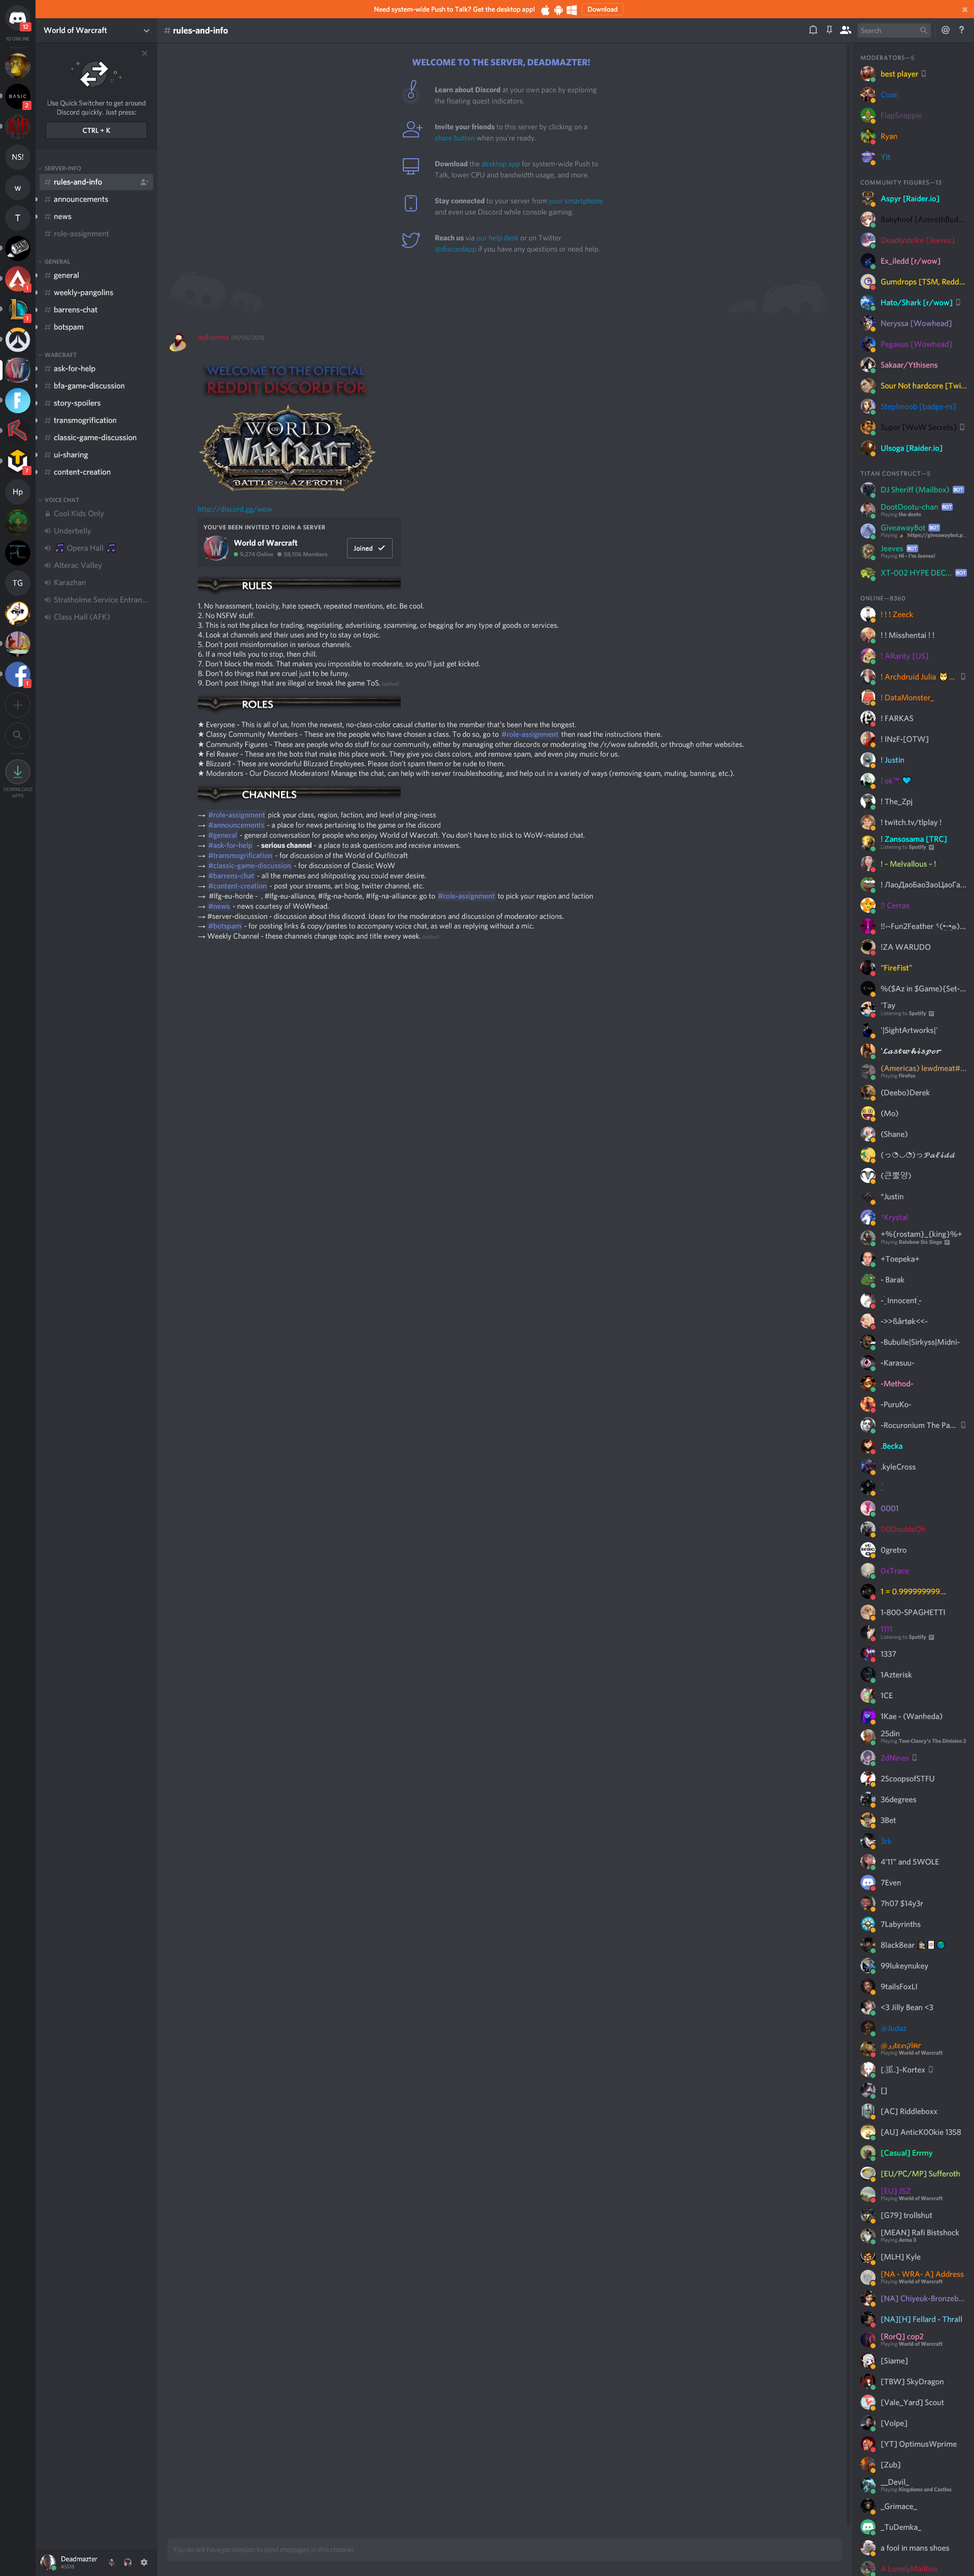 Need system-wide Push to Talk? Get the desktop app! Download
12
10 ONLINE
BASIC
2
NS!
w
T
1
1
7
Hp
TG
1
DOWNLOAD
APPS
World of Warcraft
Use Quick Switcher to get around
Discord quickly. Just press:
CTRL + K
SERVER-INFO
# rules-and-info
# announcements
# news
# role-assignment
GENERAL
# general
# weekly-pangolins
# barrens-chat
# botspam
WARCRAFT
# ask-for-help
# bfa-game-discussion
# story-spoilers
# transmogrification
# classic-game-discussion
# ui-sharing
# content-creation
VOICE CHAT
Cool Kids Only
Underbelly
🎵 Opera Hall 🎵
Alterac Valley
Karazhan
Stratholme Service Entran...
Class Hall (AFK)
Deadmazter
#5618
# rules-and-info
Search
WELCOME TO THE SERVER, DEADMAZTER!
Learn about Discord at your own pace by exploring
the floating quest indicators.
Invite your friends to this server by clicking on a
share button when you're ready.
Download the desktop app for system-wide Push to
Talk, lower CPU and bandwidth usage, and more.
Stay connected to your server from your smartphone
and even use Discord while console gaming.
Reach us via our help desk or on Twitter
@discordapp if you have any questions or need help.
09/05/2018
WELCOME TO THE OFFICIAL
REDDIT DISCORD FOR
WORLD OF
WARCRAFT
BATTLE FOR AZEROTH
http://discord.gg/wow
YOU'VE BEEN INVITED TO JOIN A SERVER
World of Warcraft
9,274 Online 58,106 Members
Joined
RULES
1. No harassment, toxicity, hate speech, repeated mentions, etc. Be cool.
2. No NSFW stuff.
3. This is not the place for trading, negotiating, advertising, spamming, or begging for any type of goods or services.
4. Look at channels and their uses and try to stay on topic.
5. Don't post misinformation in serious channels.
6. If a mod tells you to stop, then chill.
7. Don't block the mods. That makes you impossible to moderate, so you'll just get kicked.
8. Don't do things that are cruel just to be funny.
9. Don't post things that are illegal or break the game ToS. (edited)
ROLES
★ Everyone - This is all of us, from the newest, no-class-color casual chatter to the member that's been here the longest.
★ Classy Community Members - These are the people who have chosen a class. To do so, go to #role-assignment then read the instructions there.
★ Community Figures - These are people who do stuff for our community, either by managing other discords or moderating the /r/wow subreddit, or through other websites.
★ Fel Reaver - These are the bots that make this place work. They give you class colors, and remove spam, and even play music for us.
★ Blizzard - These are wonderful Blizzard Employees. Please don't spam them or be rude to them.
★ Moderators - Our Discord Moderators! Manage the chat, can help with server troubleshooting, and help out in a variety of ways (removing spam, muting, banning, etc.).
CHANNELS
→ #role-assignment pick your class, region, faction, and level of ping-iness
→ #announcements - a place for news pertaining to the game or the discord
→ #general - general conversation for people who enjoy World of Warcraft. You don't have to stick to WoW-related chat.
→ #ask-for-help - serious channel - a place to ask questions and receive answers.
→ #transmogrification - for discussion of the World of Outfitcraft
→ #classic-game-discussion - for discussion of Classic WoW
→ #barrens-chat - all the memes and shitposting you could ever desire.
→ #content-creation - post your streams, art blog, twitter channel, etc.
→ #lfg-eu-horde - , #lfg-eu-alliance, #lfg-na-horde, #lfg-na-alliance: go to #role-assignment to pick your region and faction
→ #news - news courtesy of WoWhead.
→ #server-discussion - discussion about this discord. Ideas for the moderators and discussion of moderator actions.
→ #botspam - for posting links & copy/pastes to accompany voice chat, as well as replying without a mic.
→ Weekly Channel - these channels change topic and title every week. (edited)
You do not have permission to send messages in this channel.
MODERATORS—5
best player
Coan
FlapSnapple
Ryan
Yit
COMMUNITY FIGURES—13
Aspyr [Raider.io]
Babyhoof [AzerothBud...
Deadlystrike [Jeeves]
Ex_iledd [r/wow]
Gumdrops [TSM, Redd...
Hato/Shark [r/wow]
Neryssa [Wowhead]
Pegasus [Wowhead]
Sakaar/Ythisens
Sour Not hardcore [Twi...
Stephnoob [badge-rs]
Super [WoW Secrets]
Ulsoga [Raider.io]
TITAN CONSTRUCT—5
DJ Sheriff (Mailbox) BOT
DootDootu-chan BOT
Playing the doots
GiveawayBot BOT
Playing https://giveawaybot.p...
Jeeves BOT
Playing Hi - I'm Jeeves!
XT-002 HYPE DEC... BOT
ONLINE—8360
! ! ! Zeeck
! ! Misshentai ! !
! ARarity [US]
! Archdruid Julia ...
! DataMonster_
! FARKAS
! INzF-[OTW]
! Justin
! ok™
! The_Zpj
! twitch.tv/tlplay !
! Zansosama [TRC]
Listening to Spotify
! ~ Melvallous ~ !
! ЛаоДаоБаоЗаоЦаоГа...
Cerras
!ZA WARUDO
"FireFist"
%($Az in $Game){Set-...
'Tay
Listening to Spotify
'|SightArtworks|'
(Americas) lewdmeat#...
Playing Firefox
(Deebo)Derek
(Mo)
(Shane)
*Justin
*Krystal
+%{rostam}_{king}%+
Playing Rainbow Six Siege
+Toepeka+
- Barak
->>ßårtøk<<-
-Bubulle|Sirkyss|Midni-
-Karasuu-
-Method-
-PuruKo-
-Rocuronium The Pa...
.Becka
.kyleCross
0001
00DoubleOh
0gretro
0xTrace
1 = 0.999999999...
1-800-SPAGHETTI
1111
Listening to Spotify
1337
1Azterisk
1CE
1Kae - (Wanheda)
25din
Playing Tom Clancy's The Division 2
2dNines
2ScoopsofSTFU
36degrees
3Bet
3rk
4'11" and SWOLE
7Even
7h07 $14y3r
7Labyrinths
8lack8ear
99lukeynukey
9tailsFoxLI
<3 Jilly Bean <3
@Judaz
Playing World of Warcraft
[]
[AC] Riddleboxx
[AU] AnticK00kie 1358
[Casual] Errmy
[EU/PC/MP] Sufferoth
[EU] JSZ
Playing World of Warcraft
[G79] trollshut
[MEAN] Rafi Bistshock
Playing Arma 3
[MLH] Kyle
[NA - WRA- A] Address
Playing World of Warcraft
[NA] Chiyeuk-Bronzeb...
[NA][H] Fellard - Thrall
[RorQ] cop2
Playing World of Warcraft
[Siame]
[TBW] SkyDragon
[Vale_Yard] Scout
[Volpe]
[YT] OptimusWprime
[Zub]
__Devil_
Playing Kingdoms and Castles
_Grimace_
_TuDemka_
a fool in mans shoes
A LonelyMailbox